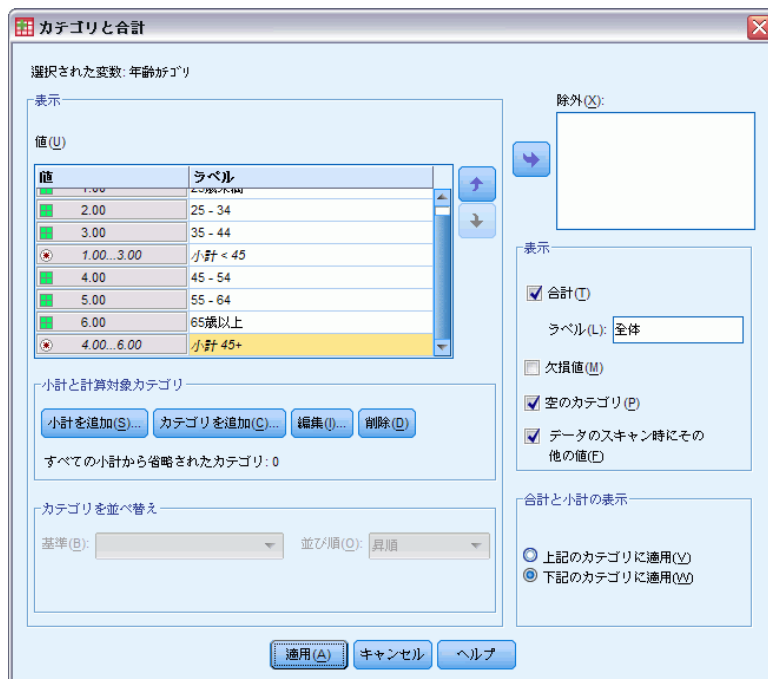 カテゴリと合計
選択された変数: 年齢カテゴリ
表示
値(U)
値 ラベル
1.00 25歳未満
2.00 25 - 34
3.00 35 - 44
1.00...3.00 小計 < 45
4.00 45 - 54
5.00 55 - 64
6.00 65歳以上
4.00...6.00 小計 45+
小計と計算対象カテゴリ
小計を追加(S)... カテゴリを追加(C)... 編集(I)... 削除(D)
すべての小計から省略されたカテゴリ: 0
カテゴリを並べ替え
基準(B): 並び順(O): 昇順
除外(X):
表示
合計(T)
ラベル(L): 全体
欠損値(M)
空のカテゴリ(P)
データのスキャン時にその
他の値(F)
合計と小計の表示
上記のカテゴリに適用(V)
下記のカテゴリに適用(W)
適用(A) キャンセル ヘルプ